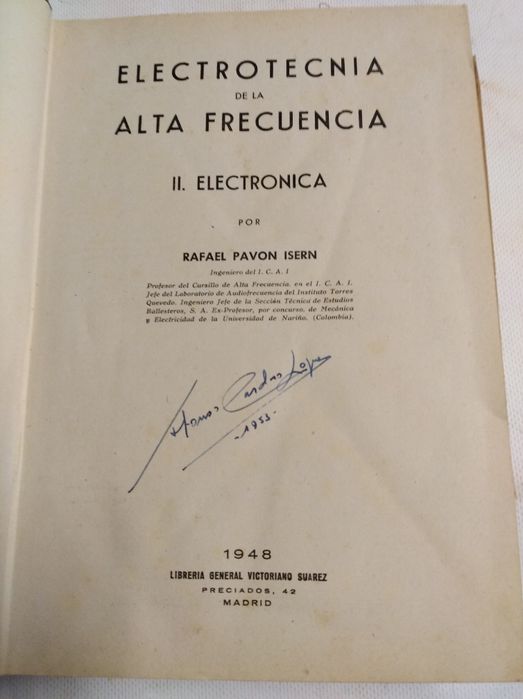 ELECTROTECNIA
DE LA
ALTA FRECUENCIA
II. ELECTRONICA
POR
RAFAEL PAVON ISERN
Ingeniero del I. C. A. I
Profesor del Cursillo de Alta Frecuencia, en el I. C. A. I.
Jefe del Laboratorio de Audiofrecuencia del Instituto Torres
Quevedo. Ingeniero Jefe de la Sección Técnica de Estudios
Ballesteros, S. A. Ex-Profesor, por concurso, de Mecánica
y Electricidad de la Universidad de Nariño. (Colombia).
-1953-
1948
LIBRERIA GENERAL VICTORIANO SUAREZ
PRECIADOS, 42
MADRID